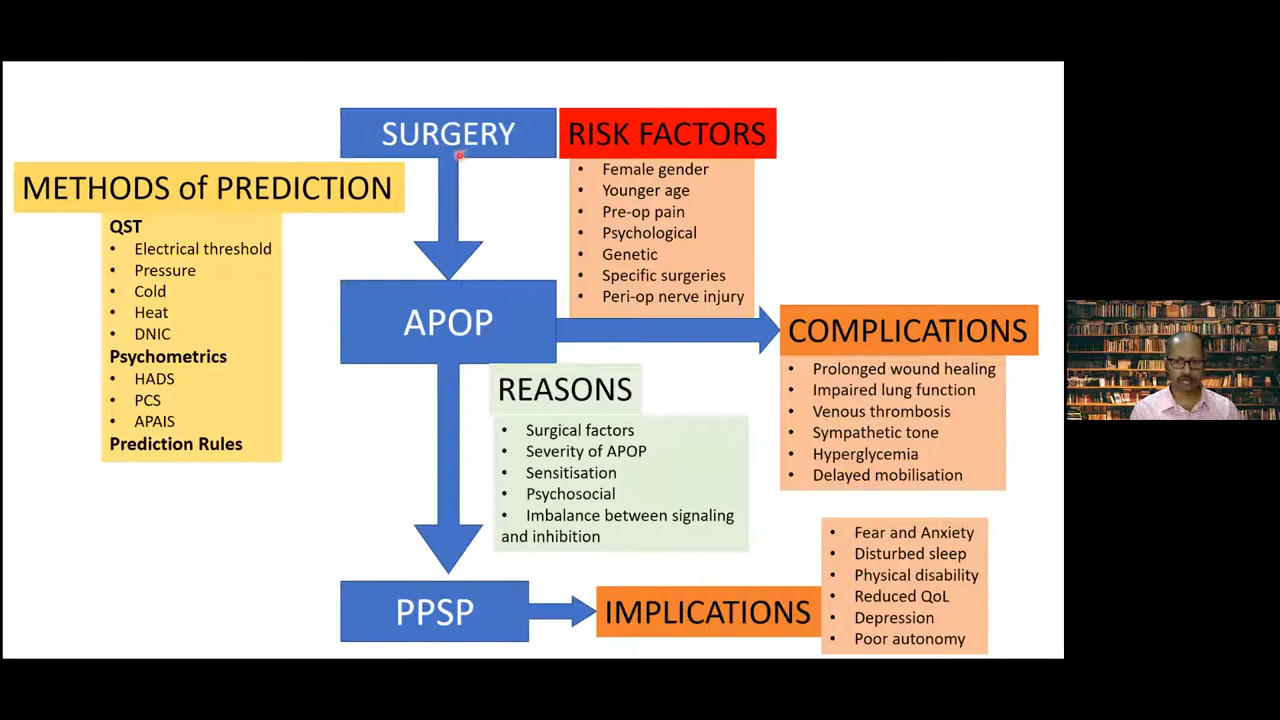 SURGERY
RISK FACTORS
• Female gender
• Younger age
• Pre-op pain
• Psychological
• Genetic
• Specific surgeries
• Peri-op nerve injury
METHODS of PREDICTION
QST
• Electrical threshold
• Pressure
• Cold
• Heat
• DNIC
Psychometrics
• HADS
• PCS
• APAIS
Prediction Rules
APOP
COMPLICATIONS
• Prolonged wound healing
• Impaired lung function
• Venous thrombosis
• Sympathetic tone
• Hyperglycemia
• Delayed mobilisation
REASONS
• Surgical factors
• Severity of APOP
• Sensitisation
• Psychosocial
• Imbalance between signaling
and inhibition
PPSP
IMPLICATIONS
• Fear and Anxiety
• Disturbed sleep
• Physical disability
• Reduced QoL
• Depression
• Poor autonomy